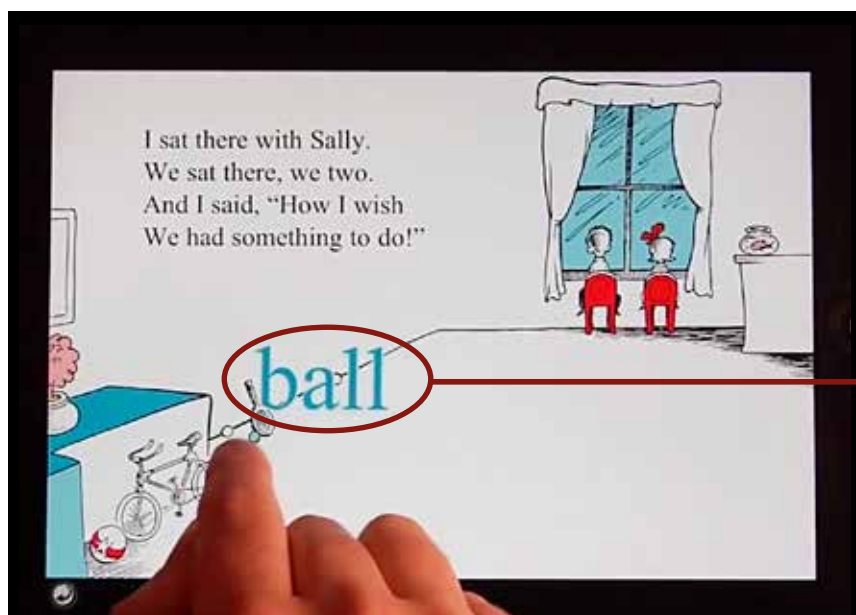 I sat there with Sally.
We sat there, we two.
And I said, “How I wish
We had something to do!”
ball